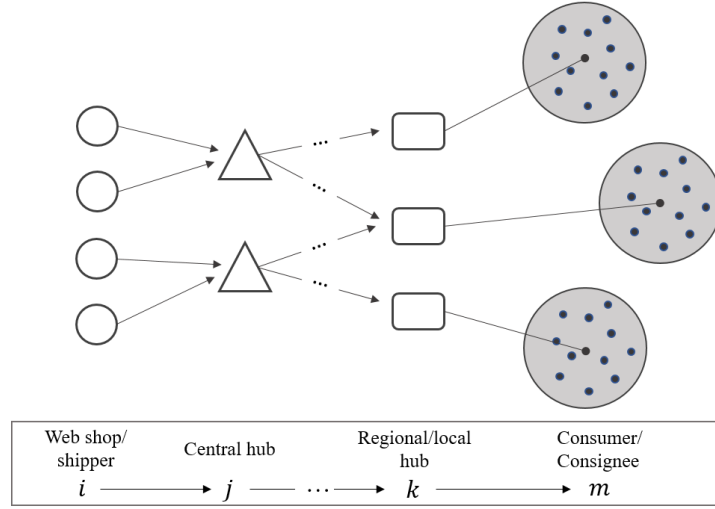 ...
...
...
...
Web shop/
shipper
Central hub
Regional/local
hub
Consumer/
Consignee
i j ... k m